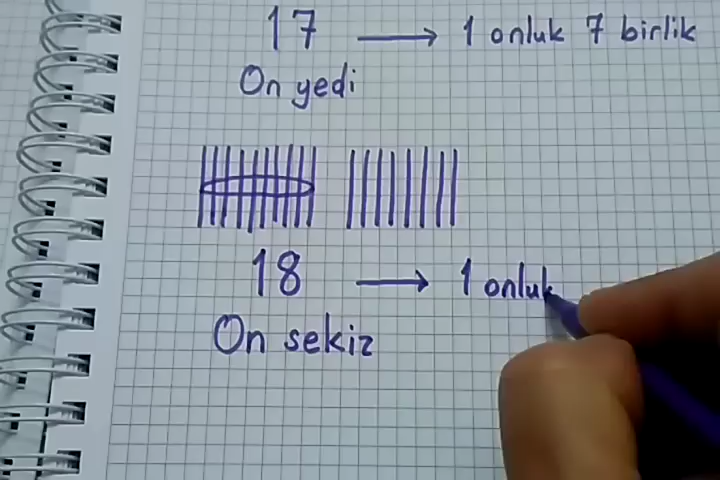 17 → 1 onluk 7 birlik
On yedi
18 → 1 onluk
On sekiz